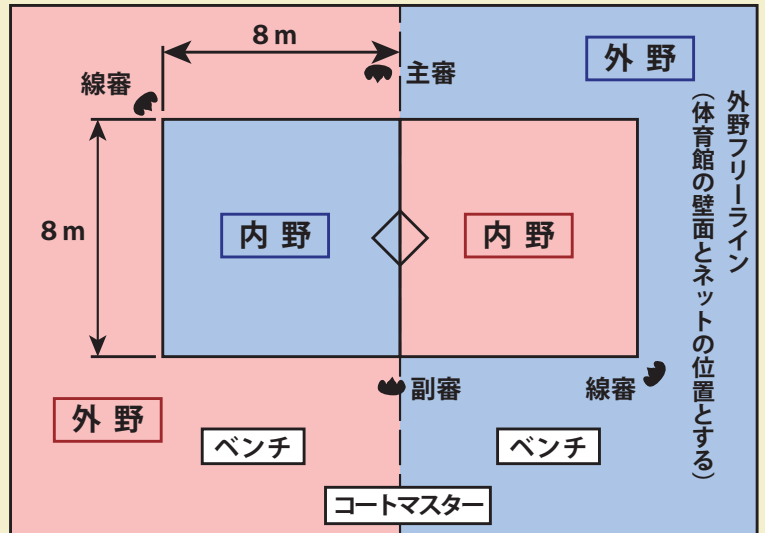 8m
主審
線審
外 野
外野フリーライン
(体育館の壁面とネットの位置とする)
8m
内 野
内 野
副審
線審
外 野
ベンチ
ベンチ
コートマスター